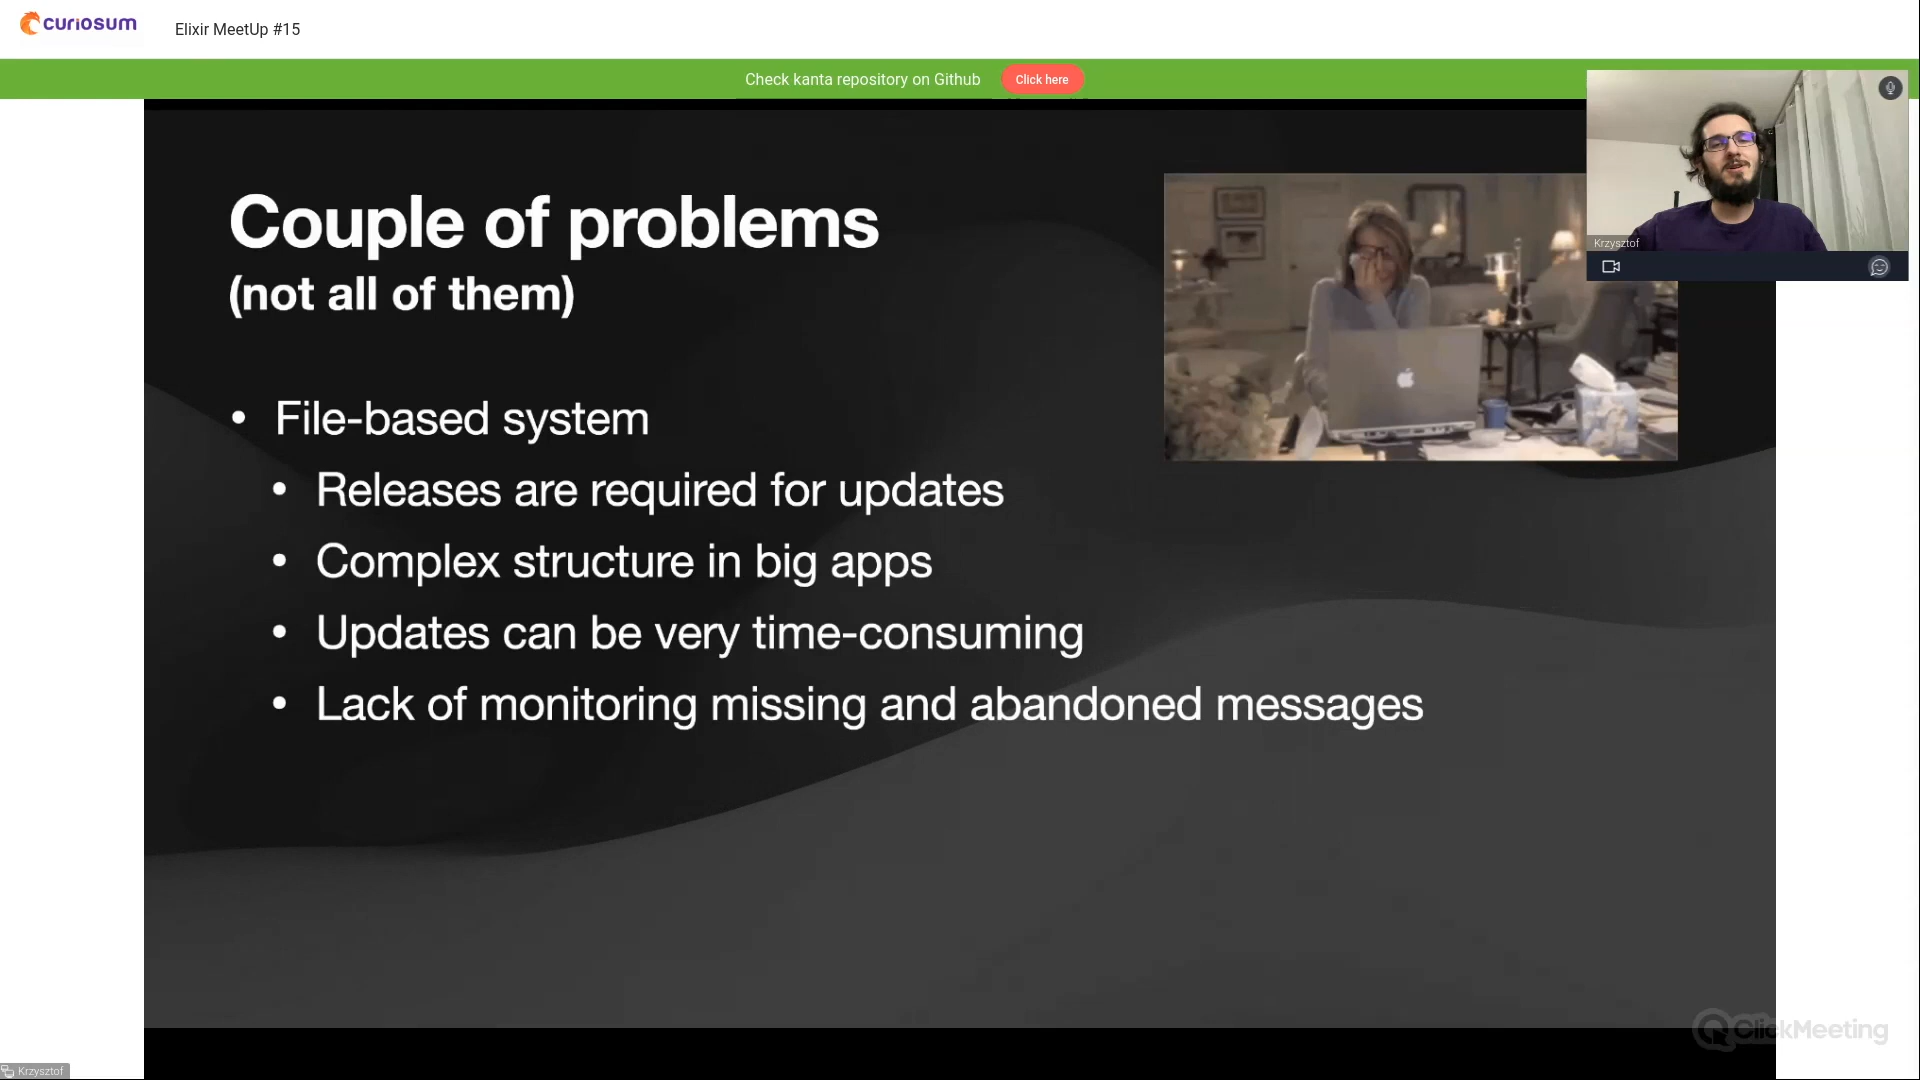 curiosum
Elixir MeetUp #15
Check kanta repository on Github
Click here
Krzysztof
Couple of problems
(not all of them)
• File-based system
• Releases are required for updates
• Complex structure in big apps
• Updates can be very time-consuming
• Lack of monitoring missing and abandoned messages
ClickMeeting
Krzysztof